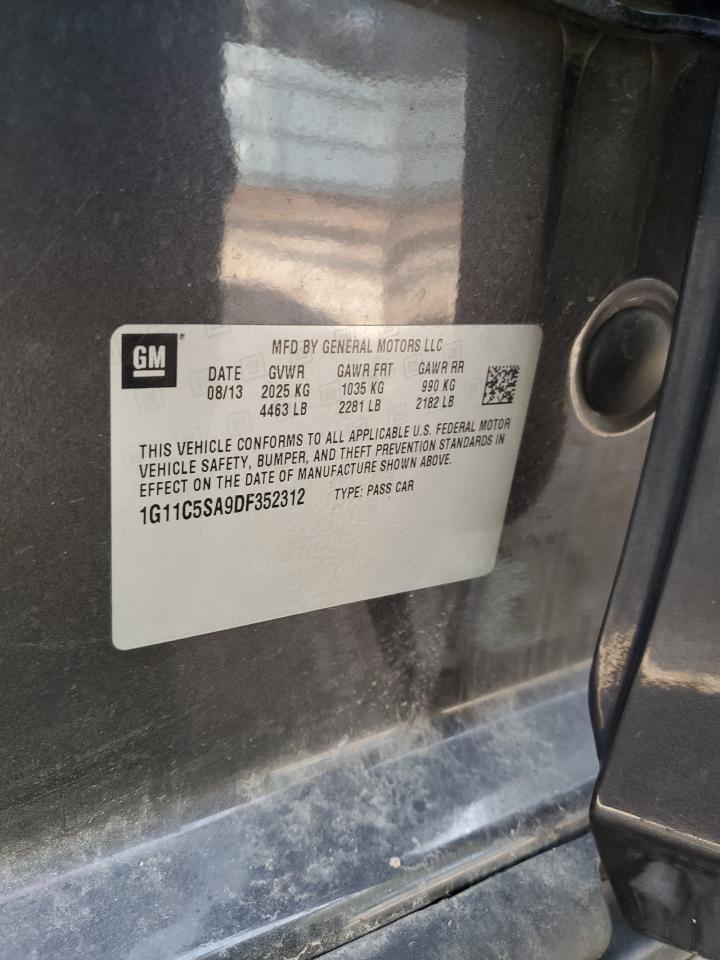 GM
MFD BY GENERAL MOTORS LLC
DATE GVWR GAWR FRT GAWR RR
08/13 2025 KG 1035 KG 990 KG
4463 LB 2281 LB 2182 LB
THIS VEHICLE CONFORMS TO ALL APPLICABLE U.S. FEDERAL MOTOR
VEHICLE SAFETY, BUMPER, AND THEFT PREVENTION STANDARDS IN
EFFECT ON THE DATE OF MANUFACTURE SHOWN ABOVE.
1G11C5SA9DF352312 TYPE: PASS CAR